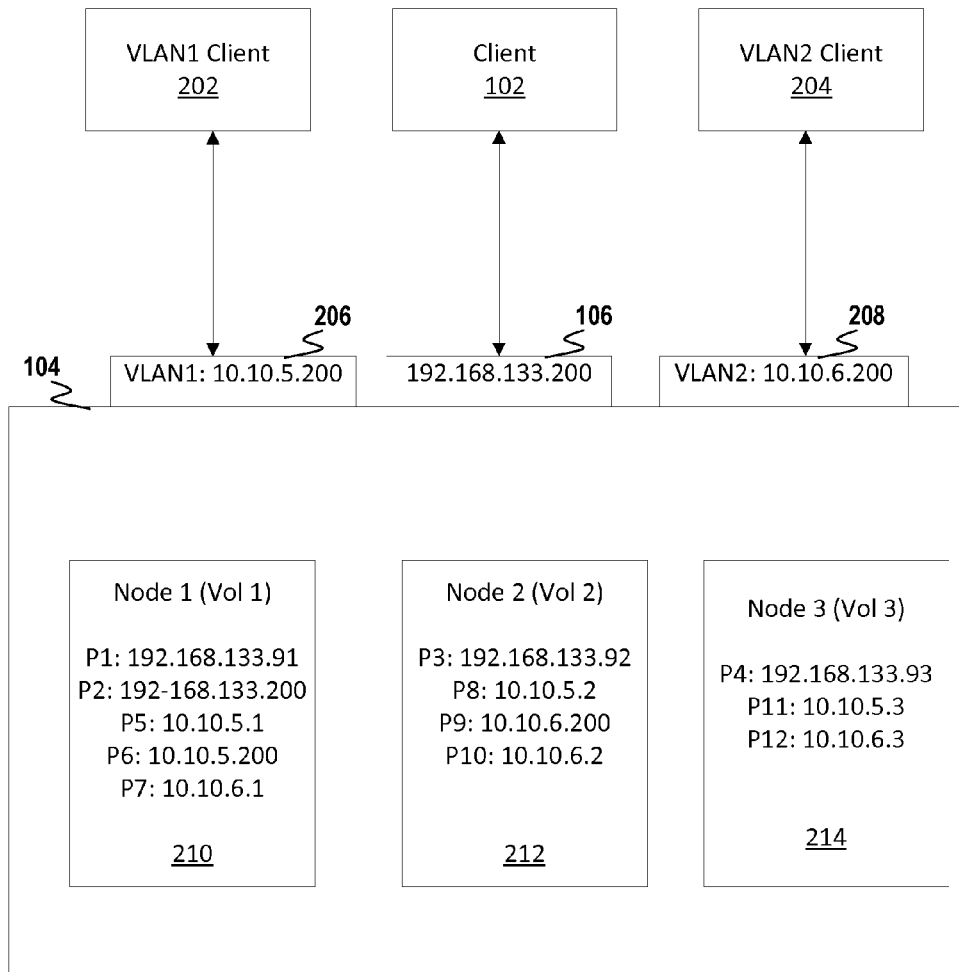 VLAN1 Client
202
Client
102
VLAN2 Client
204
206
106
208
104
VLAN1: 10.10.5.200
192.168.133.200
VLAN2: 10.10.6.200
Node 1 (Vol 1)
P1: 192.168.133.91
P2: 192-168.133.200
P5: 10.10.5.1
P6: 10.10.5.200
P7: 10.10.6.1
210
Node 2 (Vol 2)
P3: 192.168.133.92
P8: 10.10.5.2
P9: 10.10.6.200
P10: 10.10.6.2
212
Node 3 (Vol 3)
P4: 192.168.133.93
P11: 10.10.5.3
P12: 10.10.6.3
214